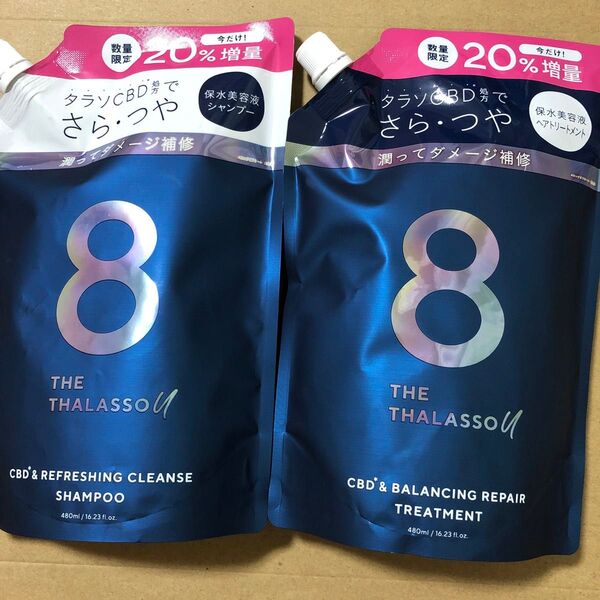 数量
限定
今だけ!
20%増量
タラソCBD処方で
さら・つや
保水美容液
シャンプー
潤ってダメージ補修
8
THE
THALASSO u
CBD* & REFRESHING CLEANSE
SHAMPOO
480ml / 16.23 fl.oz.
数量
限定
今だけ!
20%増量
タラソCBD処方で
さら・つや
保水美容液
ヘアトリートメント
潤ってダメージ補修
8
THE
THALASSO u
CBD* & BALANCING REPAIR
TREATMENT
480ml / 16.23 fl.oz.